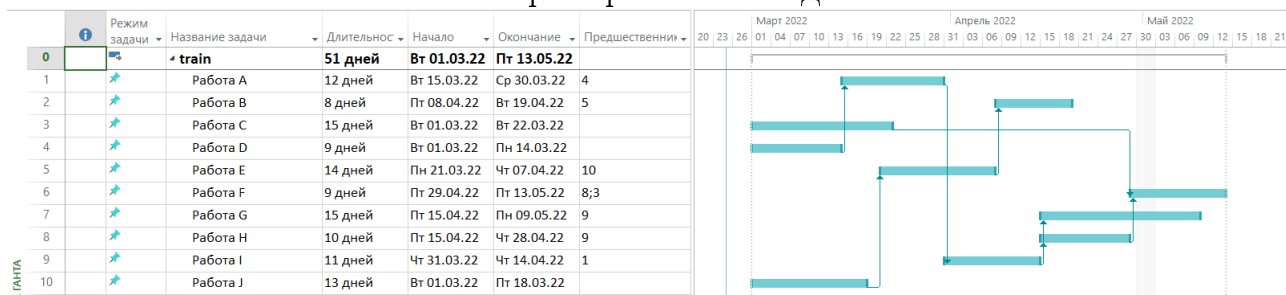 Март 2022 Апрель 2022 Май 2022
Режим задачи Название задачи Длительнос Начало Окончание Предшественник 20 23 26 01 04 07 10 13 16 19 22 25 28 31 03 06 09 12 15 18 21 24 27 30 03 06 09 12 15 18 21
0 train 51 дней Вт 01.03.22 Пт 13.05.22
1 Работа A 12 дней Вт 15.03.22 Ср 30.03.22 4
2 Работа B 8 дней Пт 08.04.22 Вт 19.04.22 5
3 Работа C 15 дней Вт 01.03.22 Вт 22.03.22
4 Работа D 9 дней Вт 01.03.22 Пн 14.03.22
5 Работа E 14 дней Пн 21.03.22 Чт 07.04.22 10
6 Работа F 9 дней Пт 29.04.22 Пт 13.05.22 8;3
7 Работа G 15 дней Пт 15.04.22 Пн 09.05.22 9
8 Работа H 10 дней Пт 15.04.22 Чт 28.04.22 9
9 Работа I 11 дней Чт 31.03.22 Чт 14.04.22 1
10 Работа J 13 дней Вт 01.03.22 Пт 18.03.22
ГАНТА